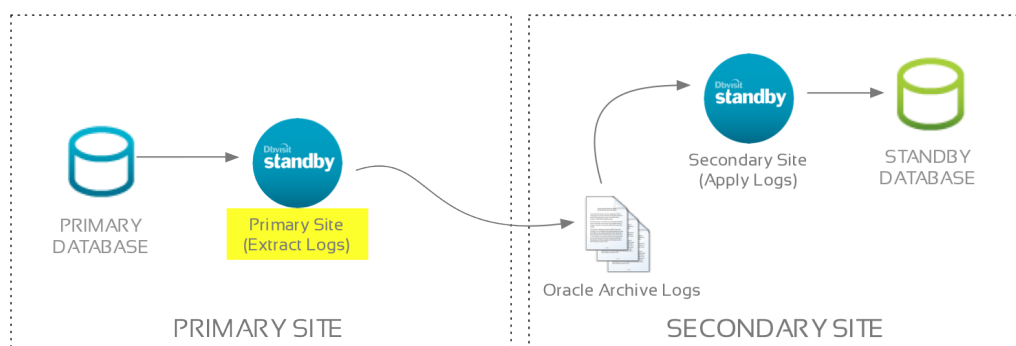 PRIMARY
DATABASE
Dbvisit
standby
Primary Site
(Extract Logs)
PRIMARY SITE
Oracle Archive Logs
Dbvisit
standby
Secondary Site
(Apply Logs)
STANDBY
DATABASE
SECONDARY SITE